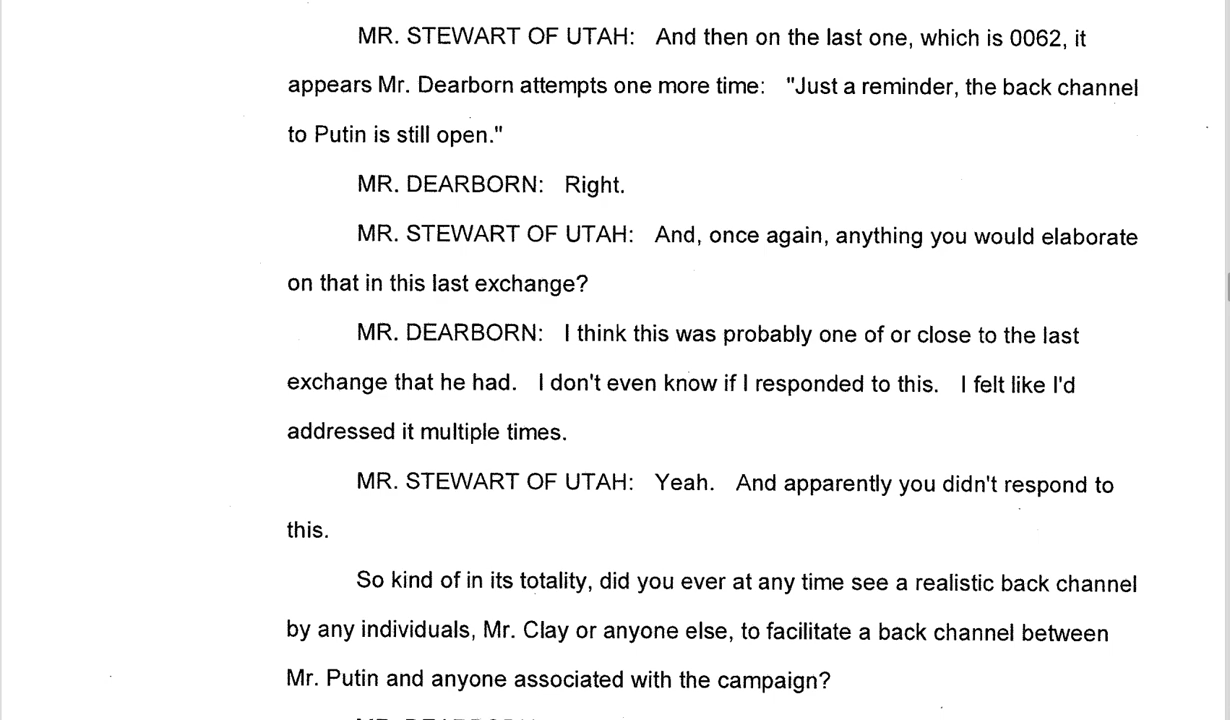 MR. STEWART OF UTAH: And then on the last one, which is 0062, it
appears Mr. Dearborn attempts one more time: "Just a reminder, the back channel
to Putin is still open."
MR. DEARBORN: Right.
MR. STEWART OF UTAH: And, once again, anything you would elaborate
on that in this last exchange?
MR. DEARBORN: I think this was probably one of or close to the last
exchange that he had. I don't even know if I responded to this. I felt like I'd
addressed it multiple times.
MR. STEWART OF UTAH: Yeah. And apparently you didn't respond to
this.
So kind of in its totality, did you ever at any time see a realistic back channel
by any individuals, Mr. Clay or anyone else, to facilitate a back channel between
Mr. Putin and anyone associated with the campaign?